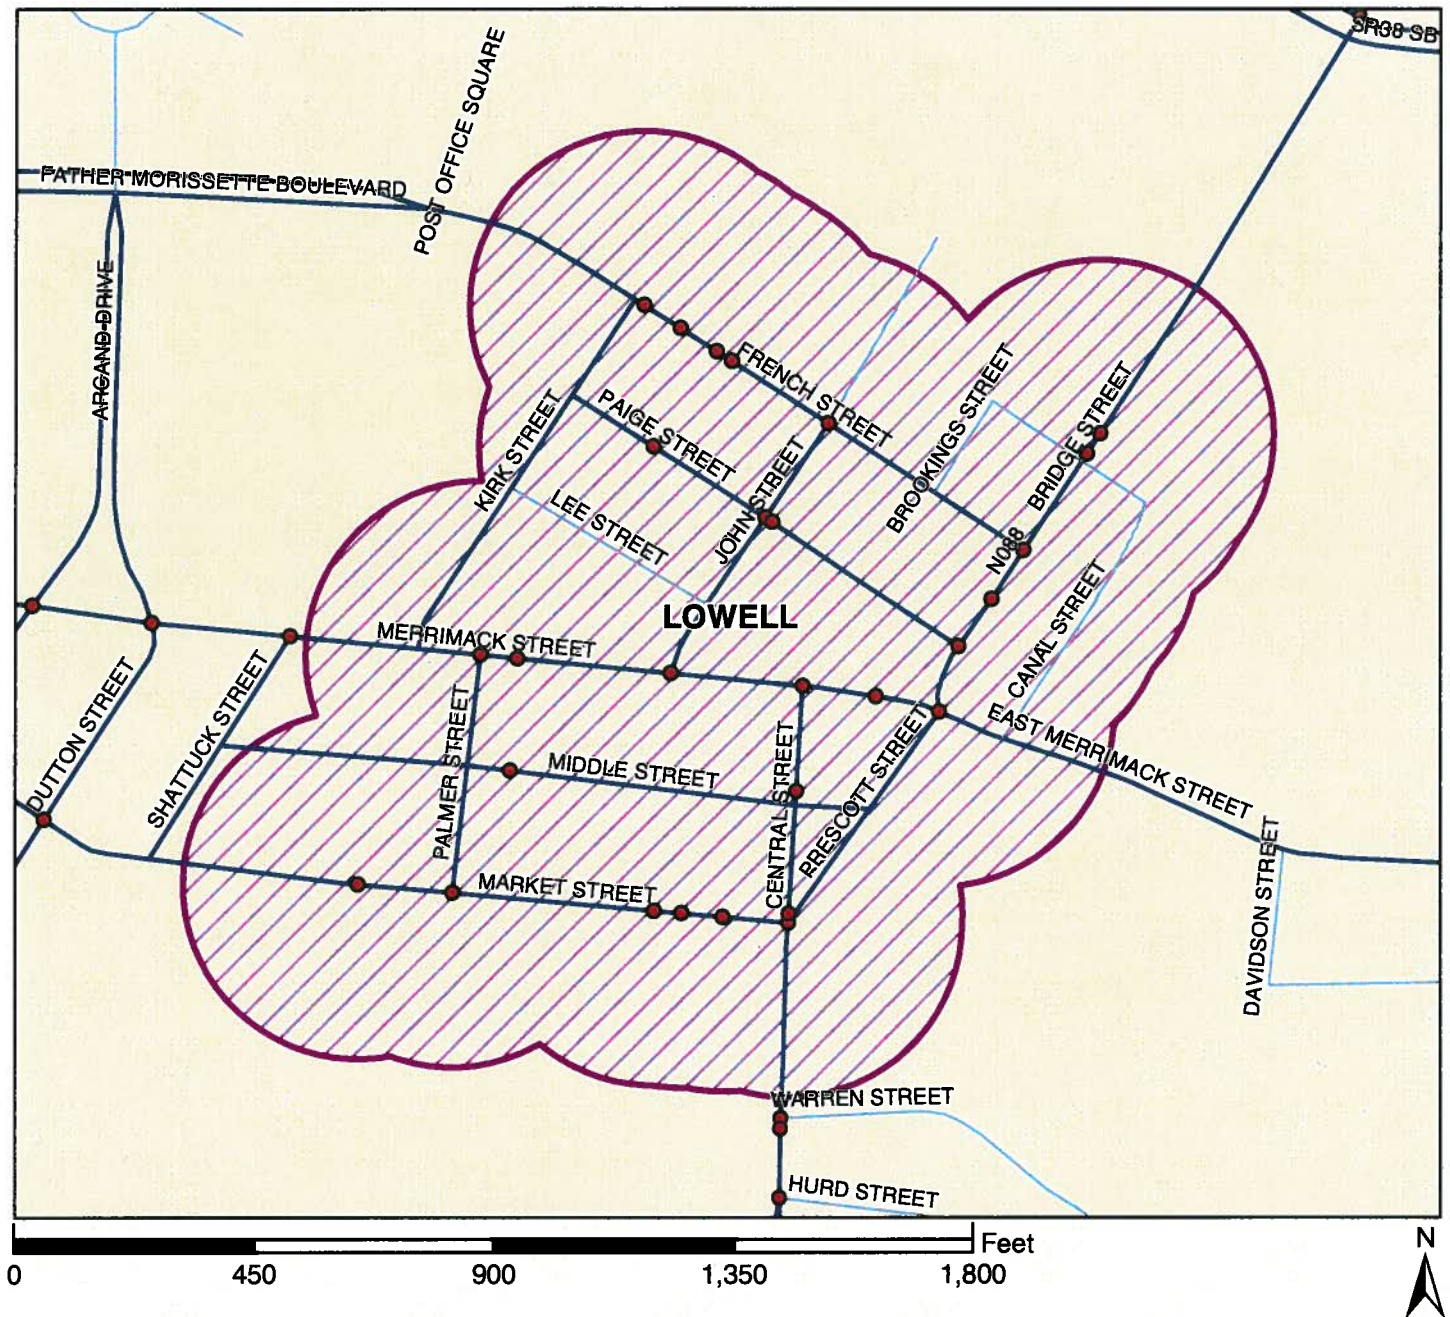 SR38 SB
POST OFFICE SQUARE
FATHER MORISSETTE BOULEVARD
ARCAND DRIVE
FRENCH STREET
BROOKINGS STREET
BRIDGE STREET
PAIGE STREET
KIRK STREET
JOHN STREET
LEE STREET
N088
CANAL STREET
LOWELL
MERRIMACK STREET
DUTTON STREET
SHATTUCK STREET
PALMER STREET
MIDDLE STREET
CENTRAL STREET
PRESCOTT STREET
EAST MERRIMACK STREET
MARKET STREET
DAVIDSON STREET
WARREN STREET
HURD STREET
Feet
0 450 900 1,350 1,800
N